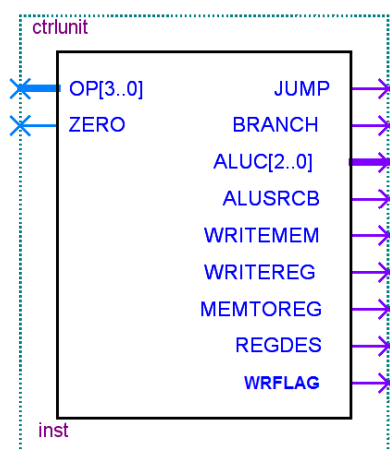 ctrlunit
OP[3..0] JUMP
ZERO BRANCH
ALUC[2..0]
ALUSRCB
WRITEMEM
WRITEREG
MEMTOREG
REGDES
WRFLAG
inst